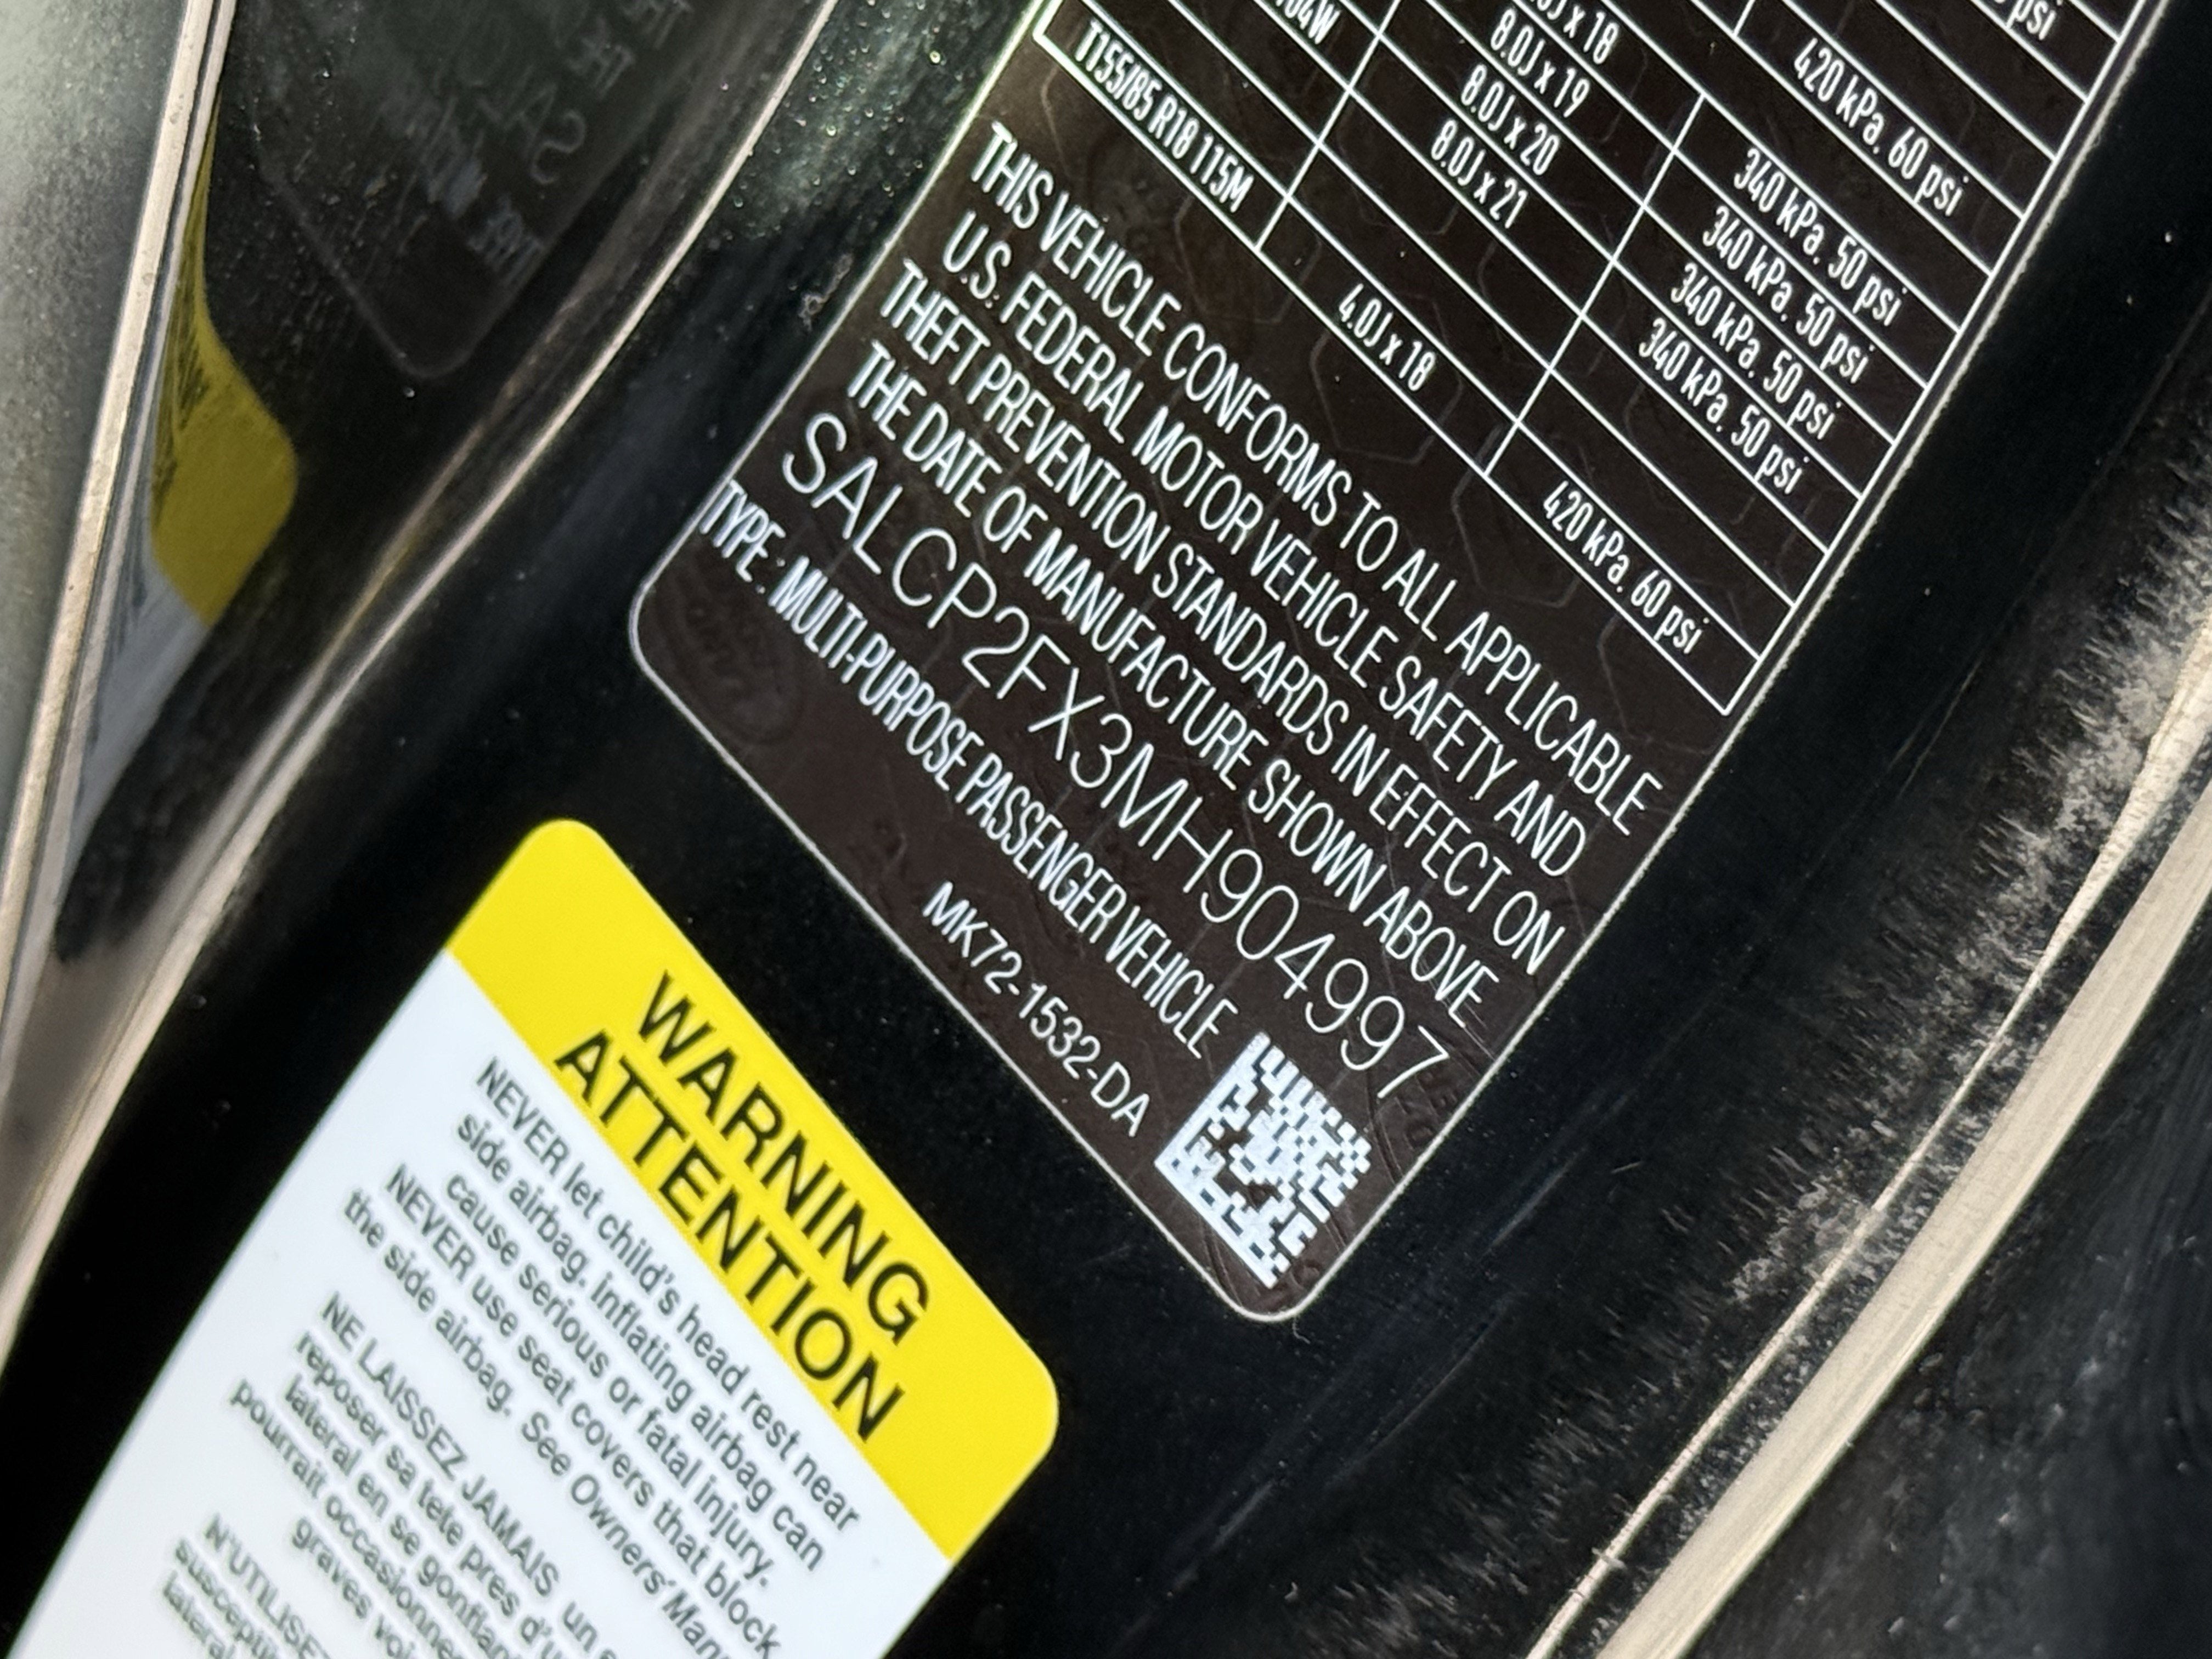 psi
420 kPa. 60 psi
x 18
340 kPa. 50 psi
8.0J x 19
340 kPa. 50 psi
8.0J x 20
340 kPa. 50 psi
8.0J x 21
340 kPa. 50 psi
T155/85 R18 115M 4.0J x 18 420 kPa. 60 psi
THIS VEHICLE CONFORMS TO ALL APPLICABLE
U.S. FEDERAL MOTOR VEHICLE SAFETY AND
THEFT PREVENTION STANDARDS IN EFFECT ON
THE DATE OF MANUFACTURE SHOWN ABOVE
SALCP2FX3MH904997
TYPE : MULTI-PURPOSE PASSENGER VEHICLE
MK72-1532-DA
WARNING
ATTENTION
NEVER let child's head rest near
side airbag. inflating airbag can
cause serious or fatal injury.
NEVER use seat covers that block
the side airbag. See Owners' Man
NE LAISSEZ JAMAIS un e
reposer sa tete pres d'u
lateral en se gonflant
pourrait occasionner
graves
N'UTILISEZ
suscepti
lateral